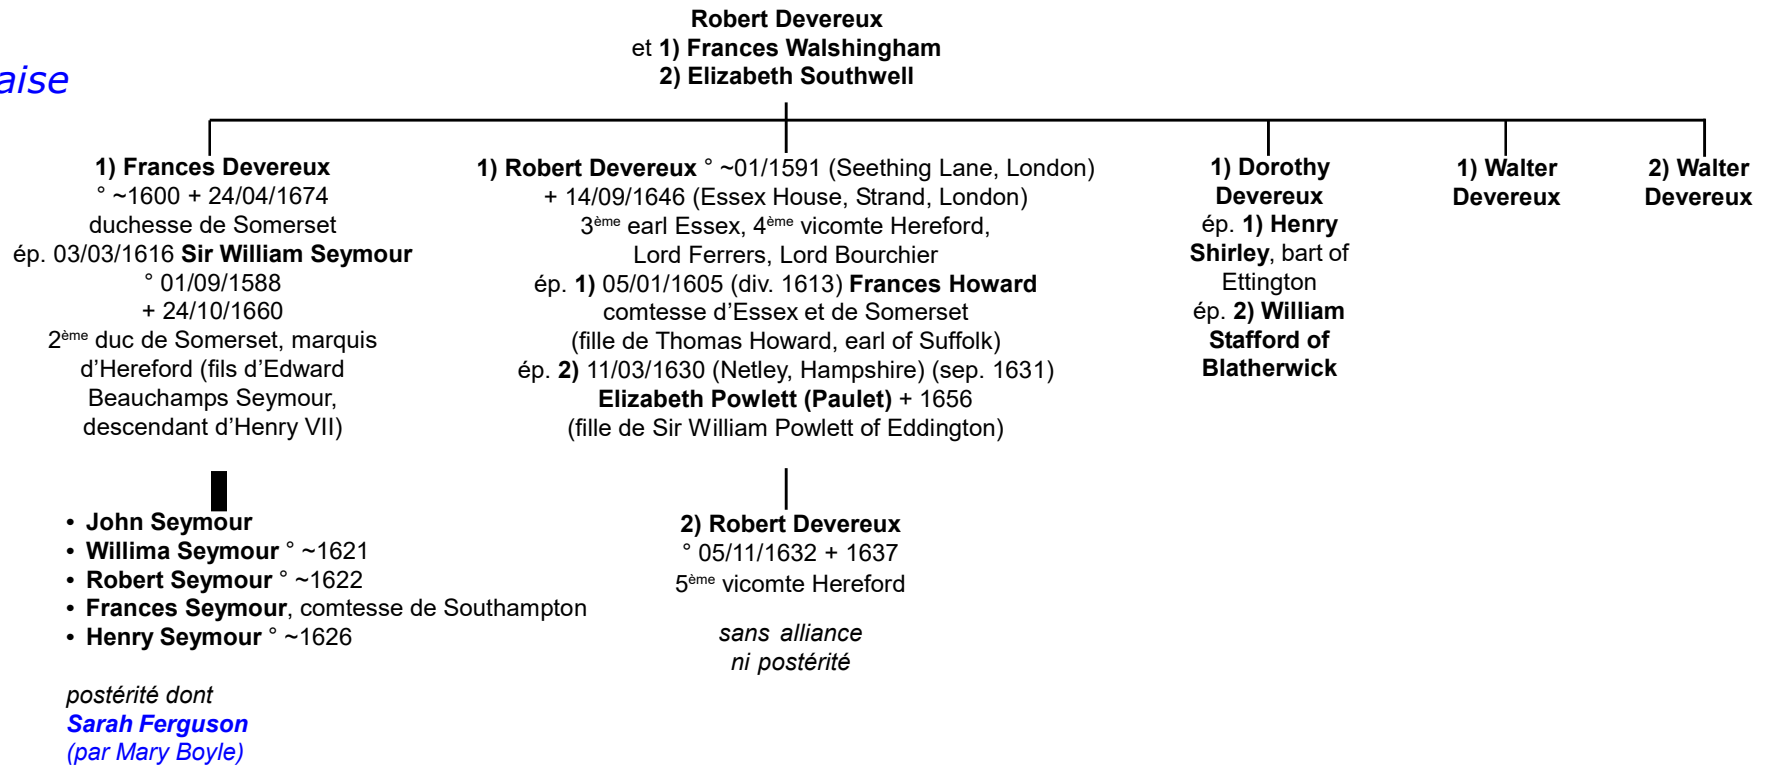 Robert Devereux
et 1) Frances Walshingham
2) Elizabeth Southwell
aise
1) Frances Devereux
° ~1600 + 24/04/1674
duchesse de Somerset
ép. 03/03/1616 Sir William Seymour
° 01/09/1588
+ 24/10/1660
2ème duc de Somerset, marquis
d'Hereford (fils d'Edward
Beauchamps Seymour,
descendant d'Henry VII)
• John Seymour
• Willima Seymour ° ~1621
• Robert Seymour ° ~1622
• Frances Seymour, comtesse de Southampton
• Henry Seymour ° ~1626
postérité dont
Sarah Ferguson
(par Mary Boyle)
1) Robert Devereux ° ~01/1591 (Seething Lane, London)
+ 14/09/1646 (Essex House, Strand, London)
3ème earl Essex, 4ème vicomte Hereford,
Lord Ferrers, Lord Bourchier
ép. 1) 05/01/1605 (div. 1613) Frances Howard
comtesse d'Essex et de Somerset
(fille de Thomas Howard, earl of Suffolk)
ép. 2) 11/03/1630 (Netley, Hampshire) (sep. 1631)
Elizabeth Powlett (Paulet) + 1656
(fille de Sir William Powlett of Eddington)
2) Robert Devereux
° 05/11/1632 + 1637
5ème vicomte Hereford
sans alliance
ni postérité
1) Dorothy
Devereux
ép. 1) Henry
Shirley, bart of
Ettington
ép. 2) William
Stafford of
Blatherwick
1) Walter
Devereux
2) Walter
Devereux